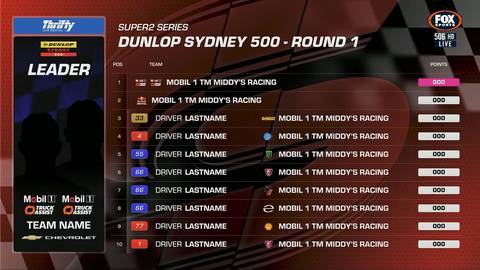 Thrifty
CAR RENTAL
DUNLOP
SYDNEY
500
LEADER
Mobil 1 Mobil 1
TRUCK ASSIST TRUCK ASSIST
TEAM NAME
CHEVROLET
SUPER2 SERIES
DUNLOP SYDNEY 500 - ROUND 1
FOX
SPORTS
506 HD
LIVE
POS TEAM POINTS
1 MOBIL 1 TM MIDDY'S RACING 000
2 MOBIL 1 TM MIDDY'S RACING 000
3 33 DRIVER LASTNAME DEWALT MOBIL 1 TM MIDDY'S RACING 000
4 4 DRIVER LASTNAME MOBIL 1 TM MIDDY'S RACING 000
5 55 DRIVER LASTNAME MOBIL 1 TM MIDDY'S RACING 000
6 66 DRIVER LASTNAME MOBIL 1 TM MIDDY'S RACING 000
7 66 DRIVER LASTNAME MOBIL 1 TM MIDDY'S RACING 000
8 66 DRIVER LASTNAME MOBIL 1 TM MIDDY'S RACING 000
9 77 DRIVER LASTNAME MOBIL 1 TM MIDDY'S RACING 000
10 1 DRIVER LASTNAME MOBIL 1 TM MIDDY'S RACING 000